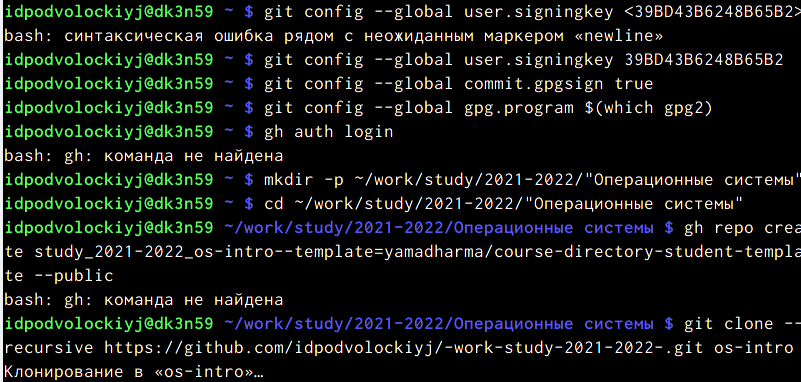 idpodvolockiyj@dk3n59 ~ $ git config --global user.signingkey <39BD43B6248B65B2>
bash: синтаксическая ошибка рядом с неожиданным маркером «newline»
idpodvolockiyj@dk3n59 ~ $ git config --global user.signingkey 39BD43B6248B65B2
idpodvolockiyj@dk3n59 ~ $ git config --global commit.gpgsign true
idpodvolockiyj@dk3n59 ~ $ git config --global gpg.program $(which gpg2)
idpodvolockiyj@dk3n59 ~ $ gh auth login
bash: gh: команда не найдена
idpodvolockiyj@dk3n59 ~ $ mkdir -p ~/work/study/2021-2022/"Операционные системы"
idpodvolockiyj@dk3n59 ~ $ cd ~/work/study/2021-2022/"Операционные системы"
idpodvolockiyj@dk3n59 ~/work/study/2021-2022/Операционные системы $ gh repo crea
te study_2021-2022_os-intro--template=yamadharma/course-directory-student-templa
te --public
bash: gh: команда не найдена
idpodvolockiyj@dk3n59 ~/work/study/2021-2022/Операционные системы $ git clone --
recursive https://github.com/idpodvolockiyj/-work-study-2021-2022-.git os-intro
Клонирование в «os-intro»…